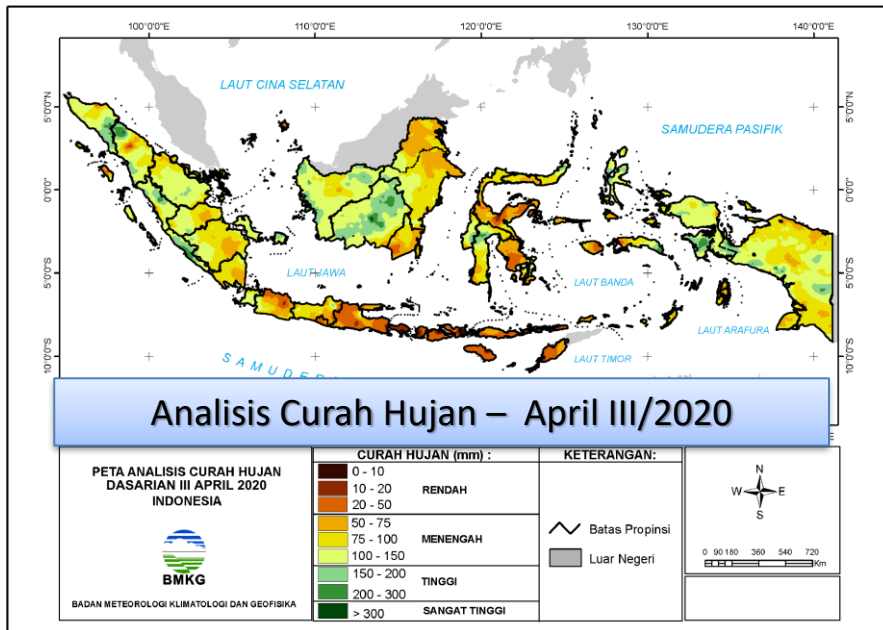 100°0'0"E 110°0'0"E 120°0'0"E 130°0'0"E 140°0'0"E
LAUT CINA SELATAN
5°0'0"N 5°0'0"N
SAMUDERA PASIFIK
0°0'0" 0°0'0"
LAUT JAWA
LAUT BANDA
5°0'0"S 5°0'0"S
LAUT ARAFURA
LAUT TIMOR
10°0'0"S 10°0'0"S
Analisis Curah Hujan – April III/2020
PETA ANALISIS CURAH HUJAN
DASARIAN III APRIL 2020
INDONESIA
BMKG
BADAN METEOROLOGI KLIMATOLOGI DAN GEOFISIKA
CURAH HUJAN (mm) :
0 - 10
10 - 20
20 - 50
RENDAH
50 - 75
75 - 100
100 - 150
MENENGAH
150 - 200
200 - 300
TINGGI
> 300
SANGAT TINGGI
KETERANGAN:
Batas Propinsi
Luar Negeri
N
W E
S
0 90 180 360 540 720
Km